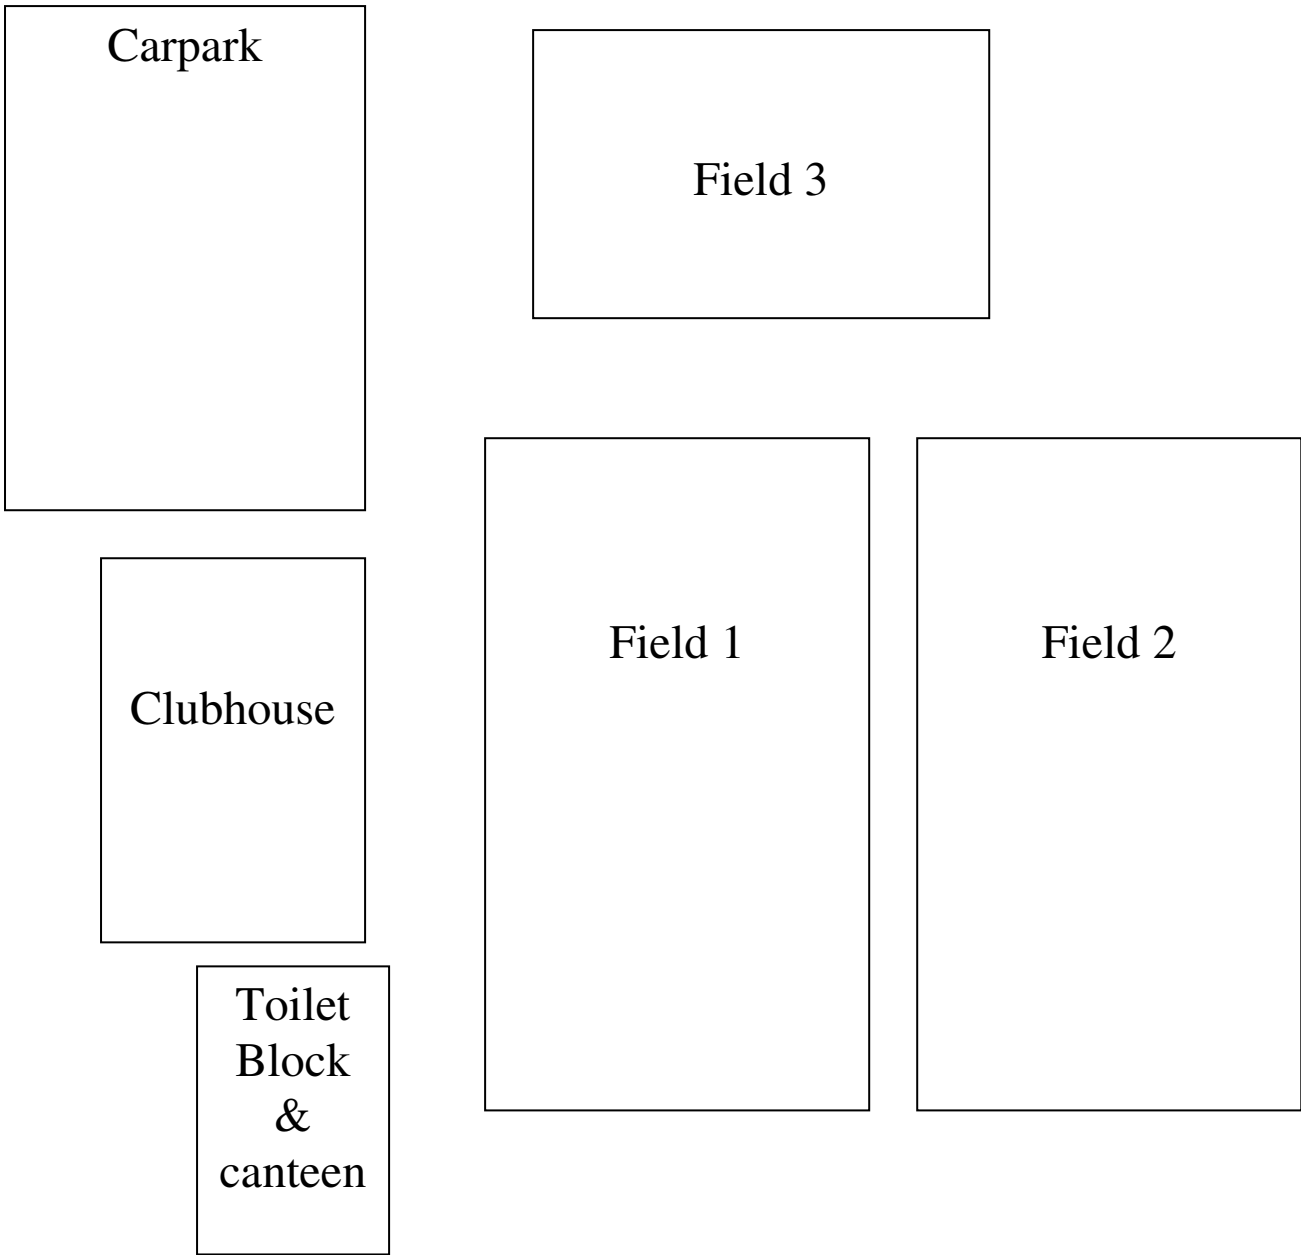 Carpark
Field 3
Field 1
Field 2
Clubhouse
Toilet
Block
&
canteen